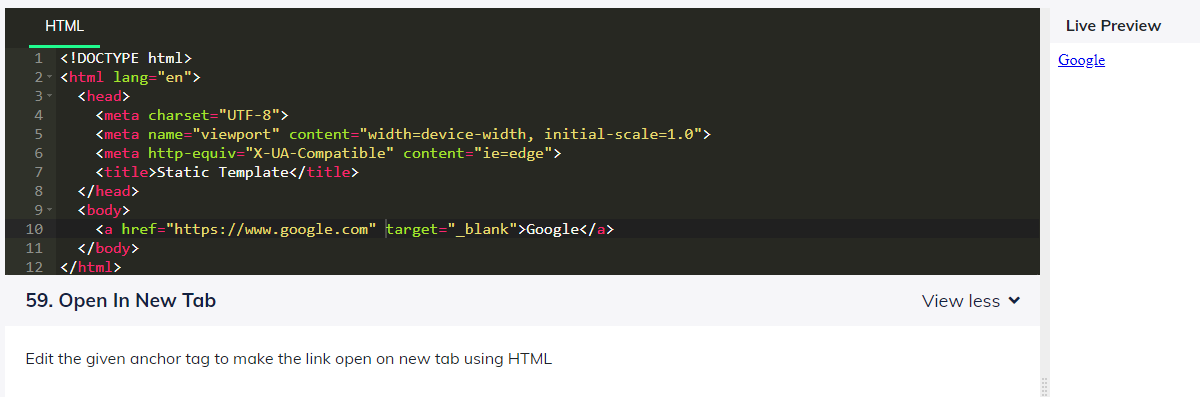 HTML
Live Preview
1 <!DOCTYPE html>
2 <html lang="en">
3 <head>
4 <meta charset="UTF-8">
5 <meta name="viewport" content="width=device-width, initial-scale=1.0">
6 <meta http-equiv="X-UA-Compatible" content="ie=edge">
7 <title>Static Template</title>
8 </head>
9 <body>
10 <a href="https://www.google.com" target="_blank">Google</a>
11 </body>
12 </html>
Google
59. Open In New Tab
View less
Edit the given anchor tag to make the link open on new tab using HTML